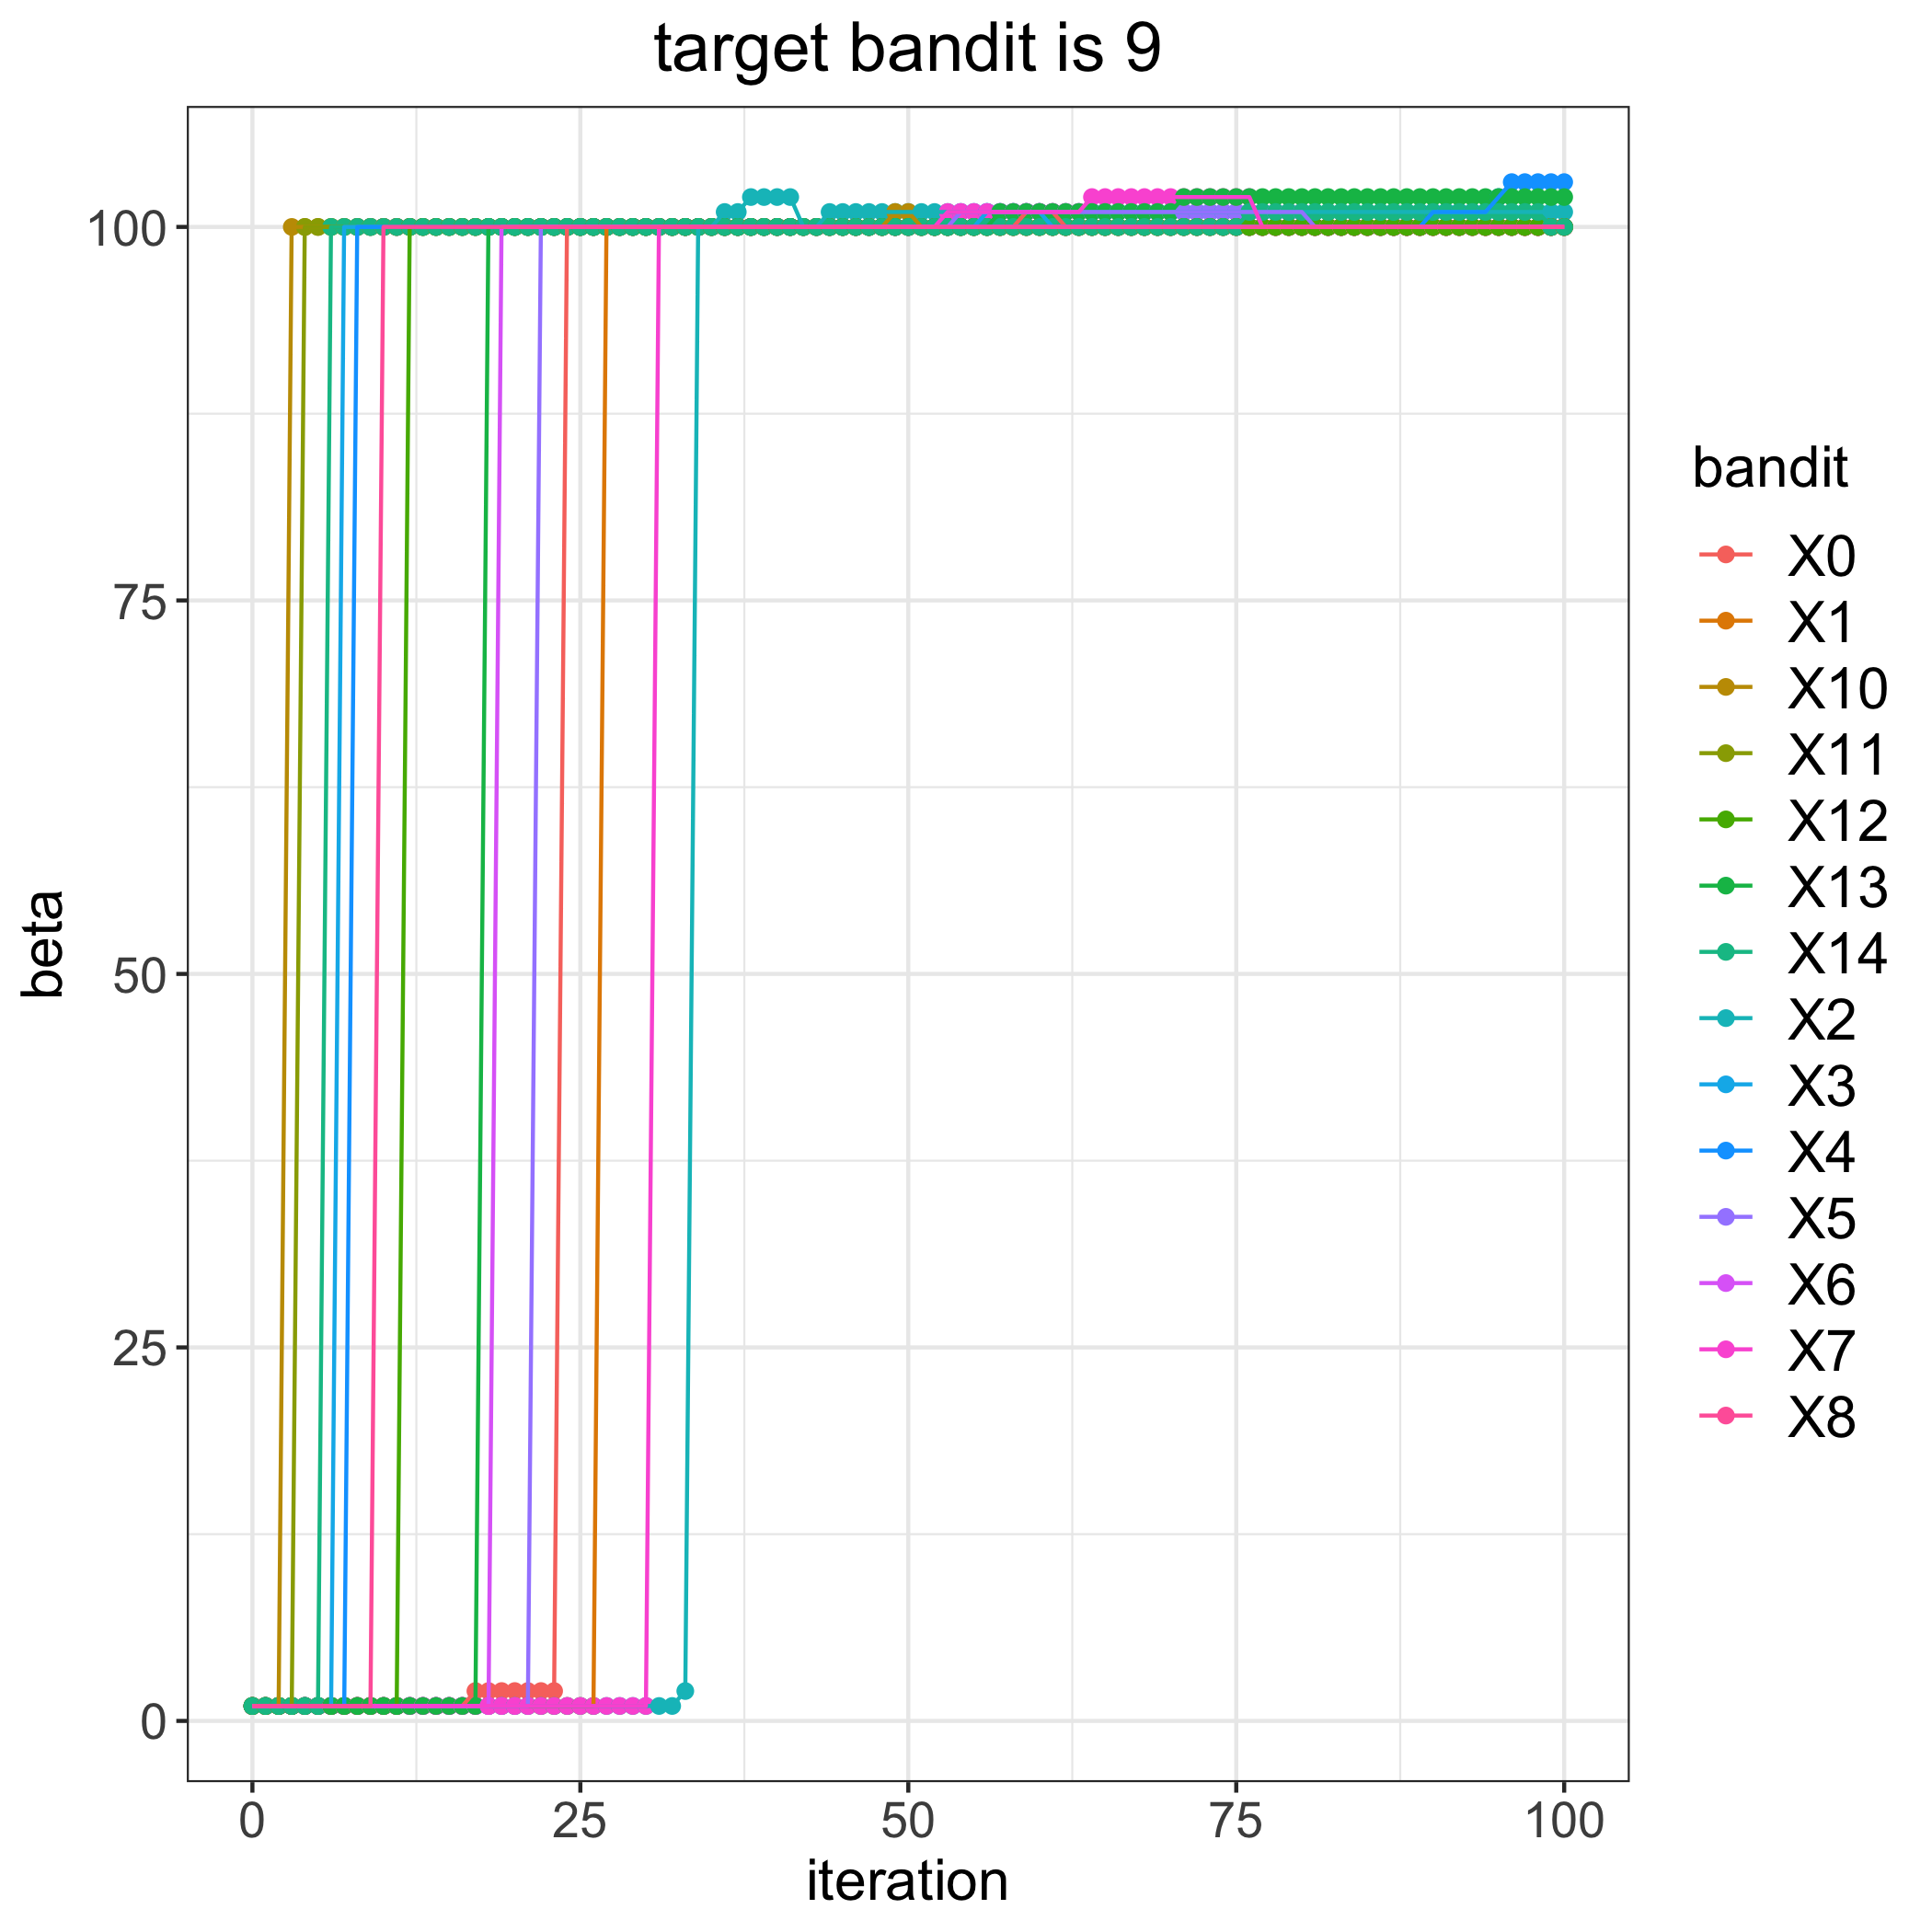 target bandit is 9
100
75
50
25
0
beta
0 25 50 75 100
iteration
bandit
X0
X1
X10
X11
X12
X13
X14
X2
X3
X4
X5
X6
X7
X8